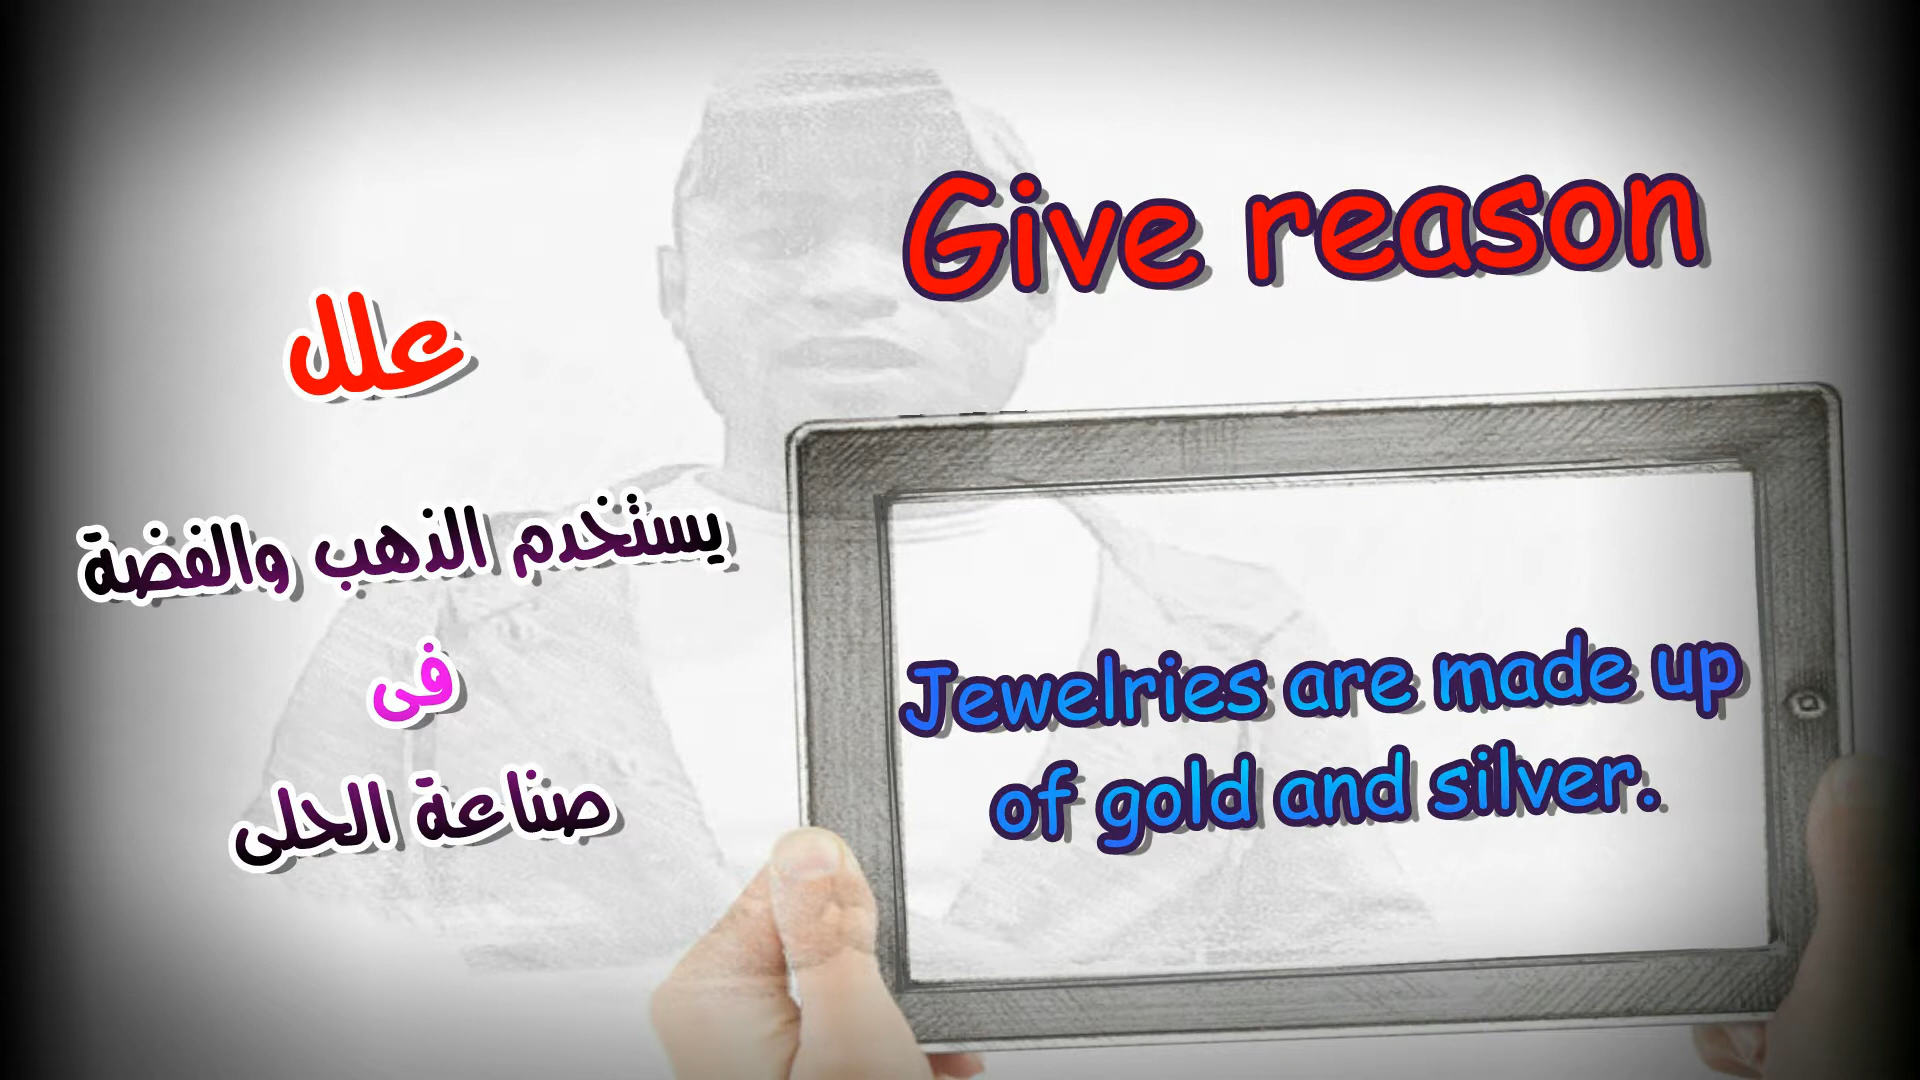 Give reason
علل
يستخدم الذهب والفضة
فى
صناعة الحلى
Jewelries are made up
of gold and silver.